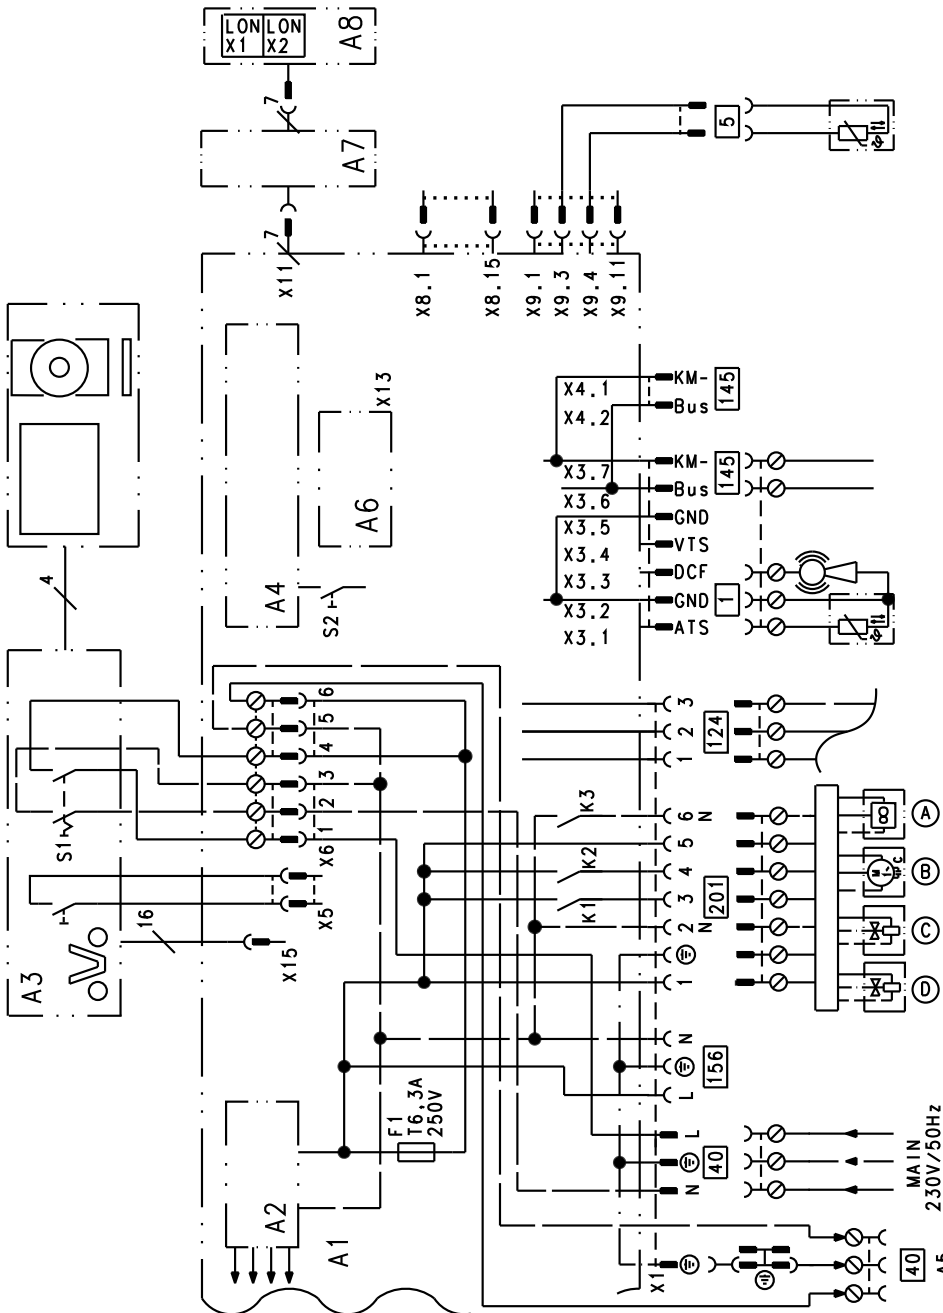 LON
X1
LON
X2
A8
7
A7
7
X11
5
X8.1
X8.15
X9.1
X9.3
X9.4
X9.11
X13
A6
A4
S2
4
X4.1
X4.2
KM-
Bus
145
X3.7
X3.6
X3.5
X3.4
X3.3
X3.2
X3.1
KM-
Bus
GND
VTS
DCF
GND
ATS
145
1
A3
S1
16
X15
X5
X6
1
2
3
4
5
6
3
2
1
124
K3
K2
K1
6
N
5
4
3
2
N
1
201
M
1~
C
A
B
C
D
N
L
156
L
N
40
F1
T6,3A
250V
A2
A1
X1
MAIN
230V/50Hz
40
A5